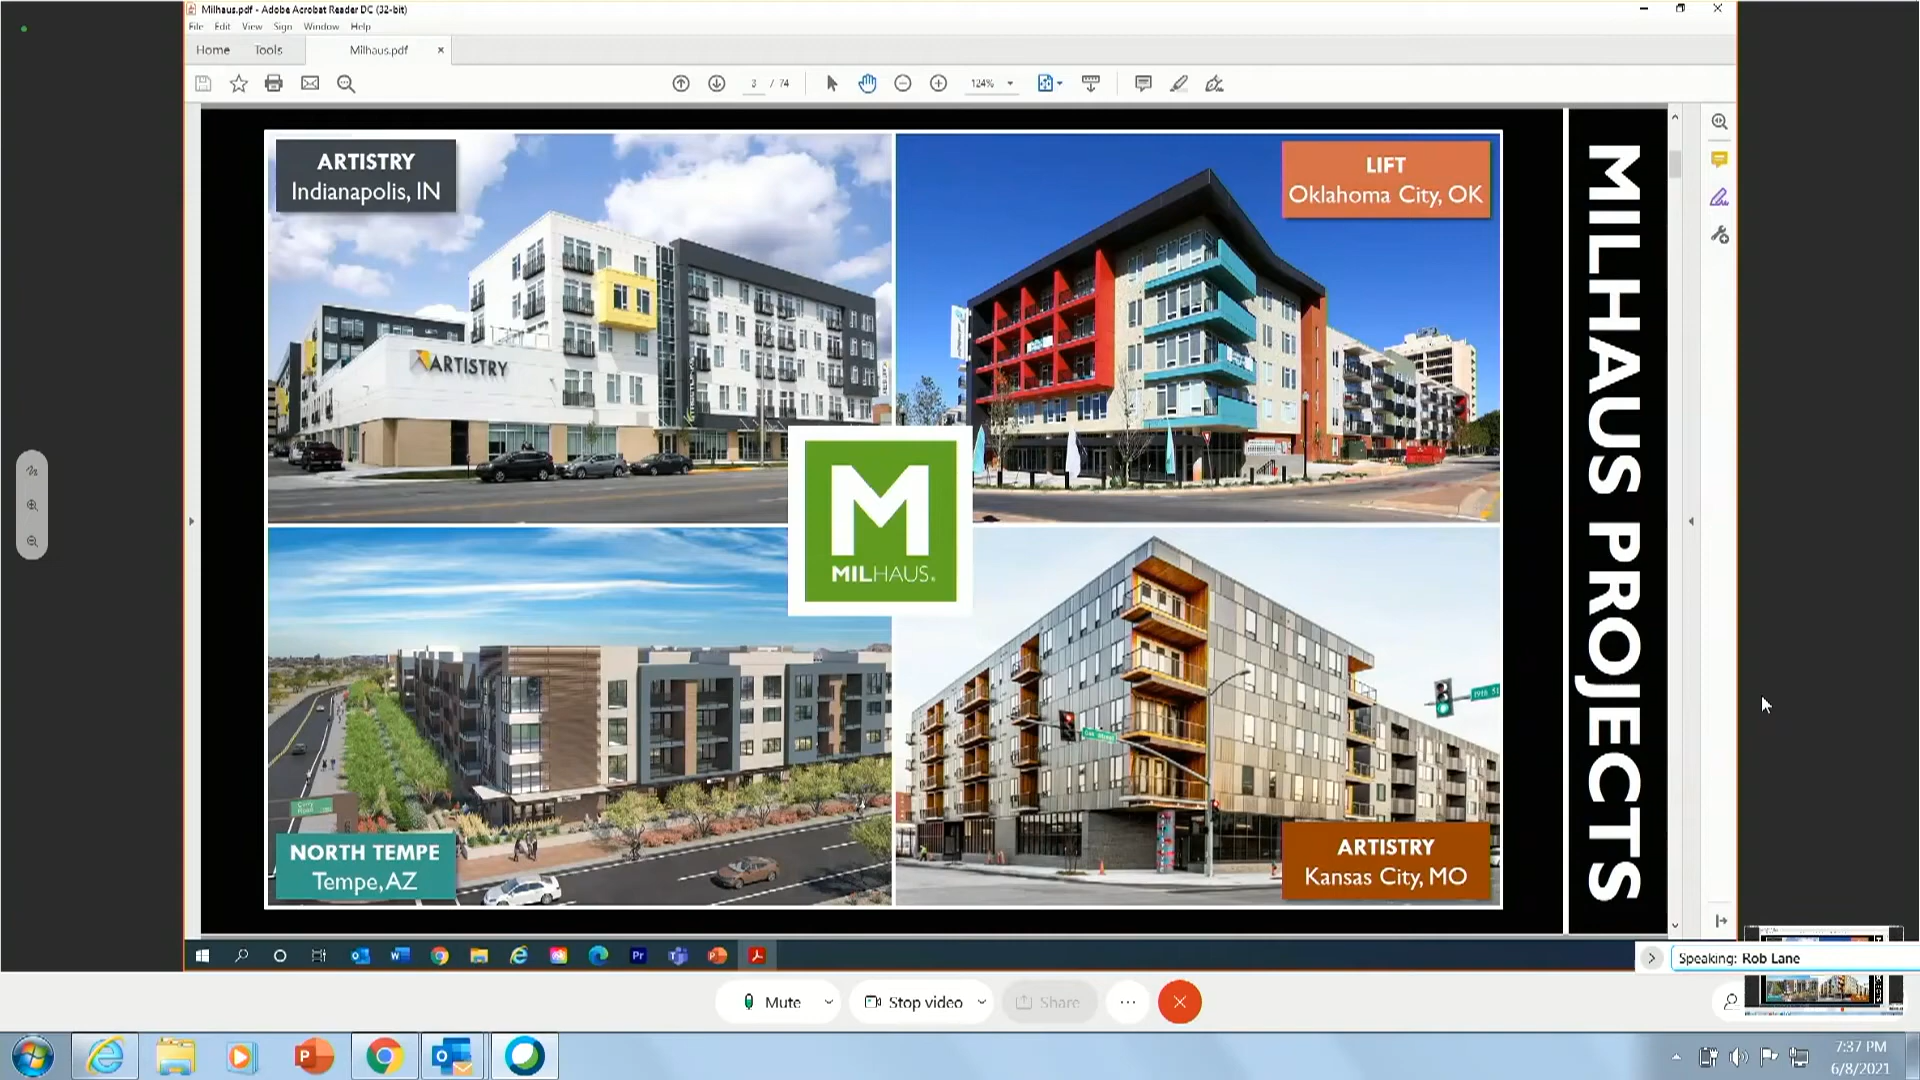 Milhaus.pdf - Adobe Acrobat Reader DC (32-bit)
File Edit View Sign Window Help
Home Tools Milhaus.pdf
3 / 74 124%
ARTISTRY
Indianapolis, IN
LIFT
Oklahoma City, OK
ARTISTRY
M
MILHAUS.
NORTH TEMPE
Tempe, AZ
ARTISTRY
Kansas City, MO
MILHAUS PROJECTS
Speaking: Rob Lane
Mute Stop video Share
7:37 PM
6/8/2021